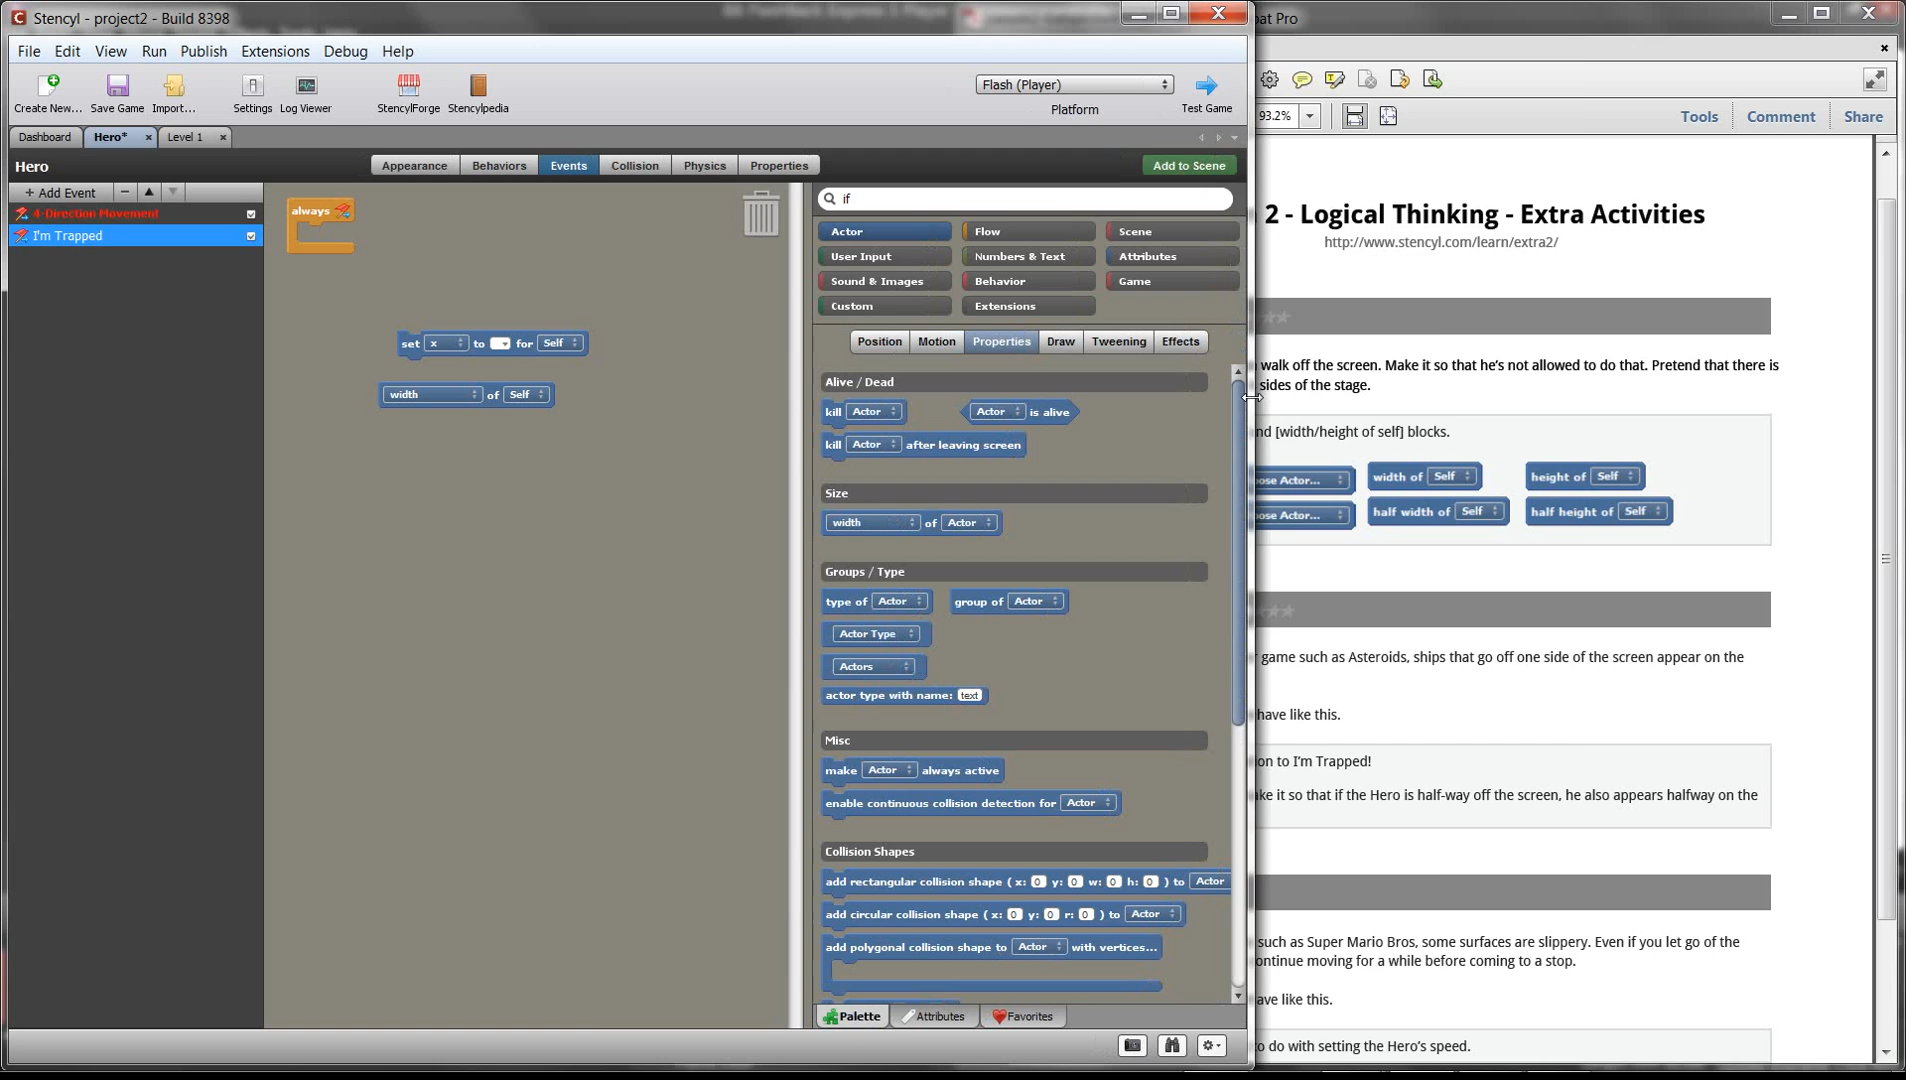 Stencyl - project2 - Build 8398
File Edit View Run Publish Extensions Debug Help
Create New... Save Game Import... Settings Log Viewer StencylForge Stencylpedia
Flash (Player)
Platform
Test Game
Dashboard Hero* Level 1
Hero
Appearance Behaviors Events Collision Physics Properties
Add to Scene
+ Add Event
4-Direction Movement
I'm Trapped
always
set x to for Self
width of Self
if
Actor Flow Scene
User Input Numbers & Text Attributes
Sound & Images Behavior Game
Custom Extensions
Position Motion Properties Draw Tweening Effects
Alive / Dead
kill Actor
Actor is alive
kill Actor after leaving screen
Size
width of Actor
Groups / Type
type of Actor
group of Actor
Actor Type
Actors
actor type with name: text
Misc
make Actor always active
enable continuous collision detection for Actor
Collision Shapes
add rectangular collision shape ( x: 0 y: 0 w: 0 h: 0 ) to Actor
add circular collision shape ( x: 0 y: 0 r: 0 ) to Actor
add polygonal collision shape to Actor with vertices...
Palette Attributes Favorites
Pro
93.2%
Tools Comment Share
2 - Logical Thinking - Extra Activities
http://www.stencyl.com/learn/extra2/
walk off the screen. Make it so that he's not allowed to do that. Pretend that there is
sides of the stage.
nd [width/height of self] blocks.
ose Actor... width of Self height of Self
ose Actor... half width of Self half height of Self
game such as Asteroids, ships that go off one side of the screen appear on the
have like this.
ion to I'm Trapped!
ke it so that if the Hero is half-way off the screen, he also appears halfway on the
such as Super Mario Bros, some surfaces are slippery. Even if you let go of the
ontinue moving for a while before coming to a stop.
ave like this.
to do with setting the Hero's speed.